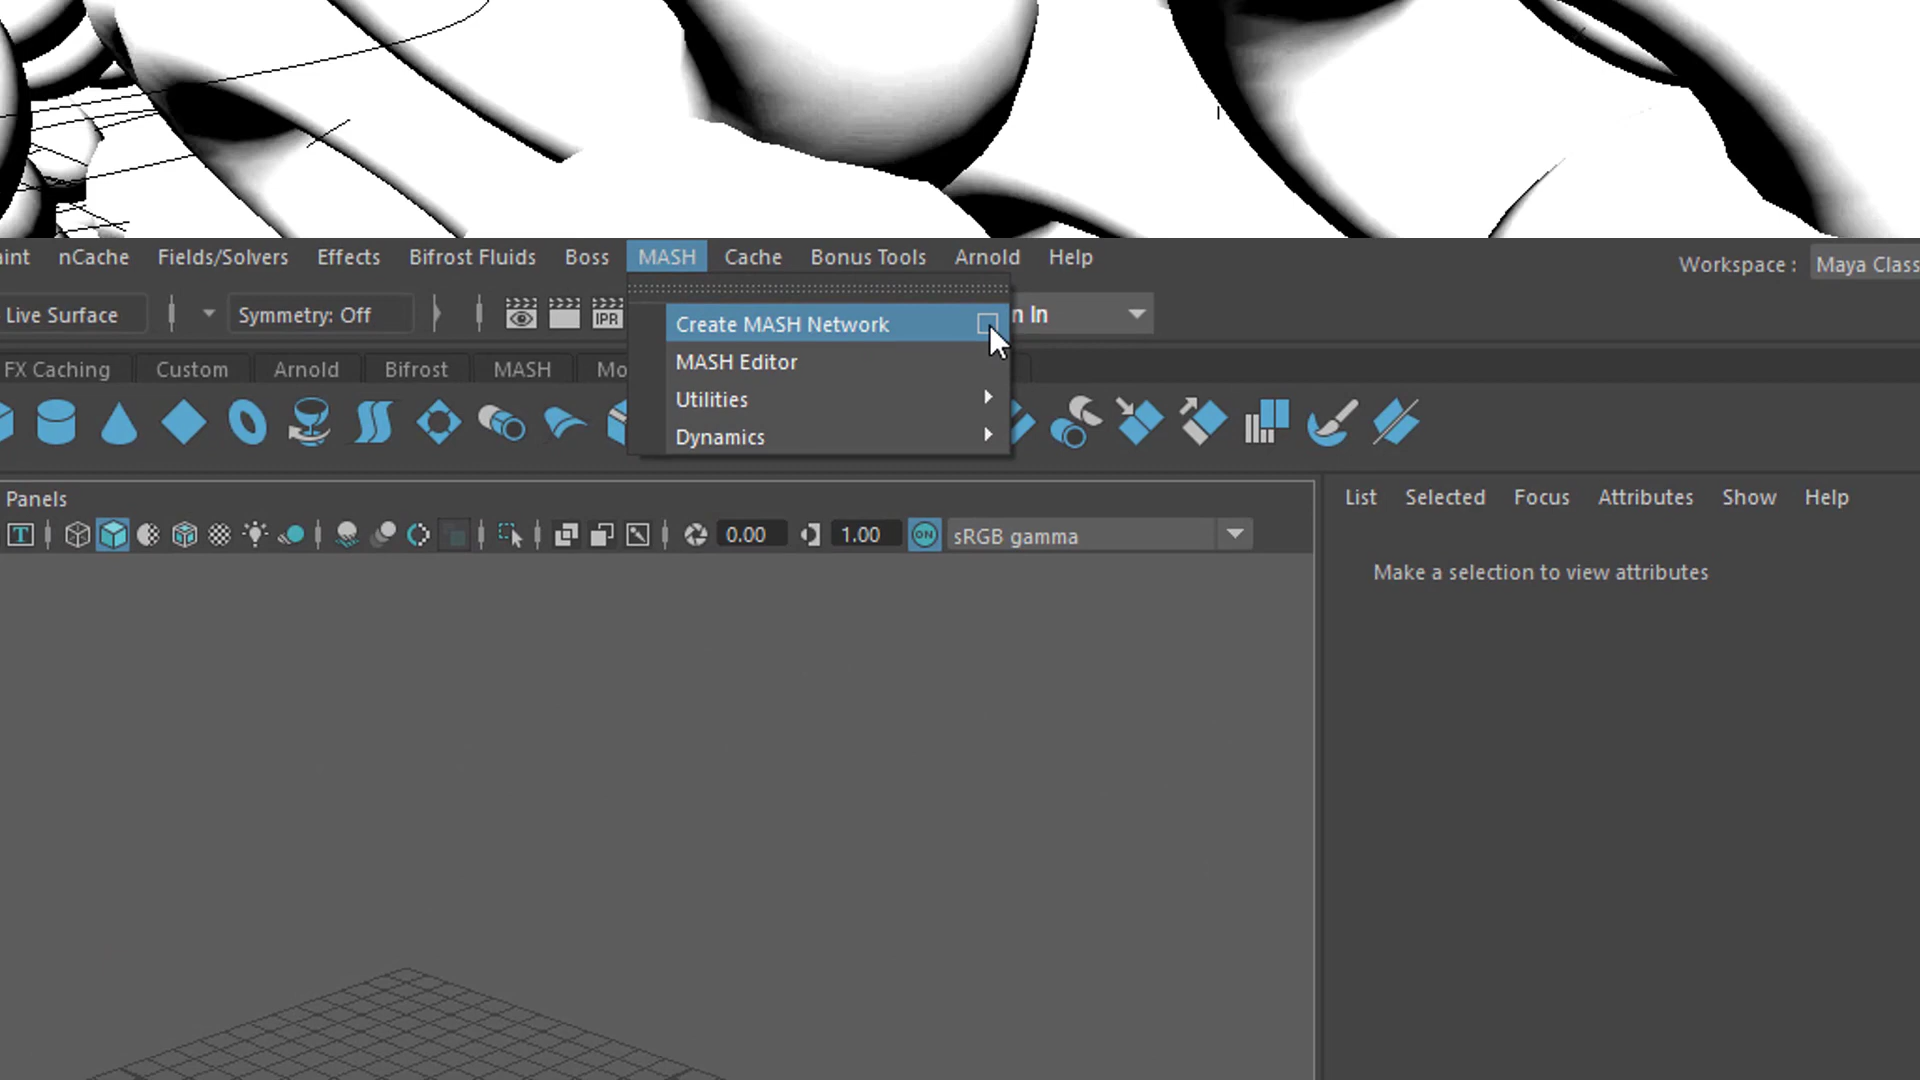 nCache Fields/Solvers Effects Bifrost Fluids Boss MASH Cache Bonus Tools Arnold Help
Workspace : Maya Class
Live Surface Symmetry: Off IPR n In
Create MASH Network
MASH Editor
Utilities
Dynamics
FX Caching Custom Arnold Bifrost MASH Mo
Panels
List Selected Focus Attributes Show Help
T 0.00 1.00 ON sRGB gamma
Make a selection to view attributes